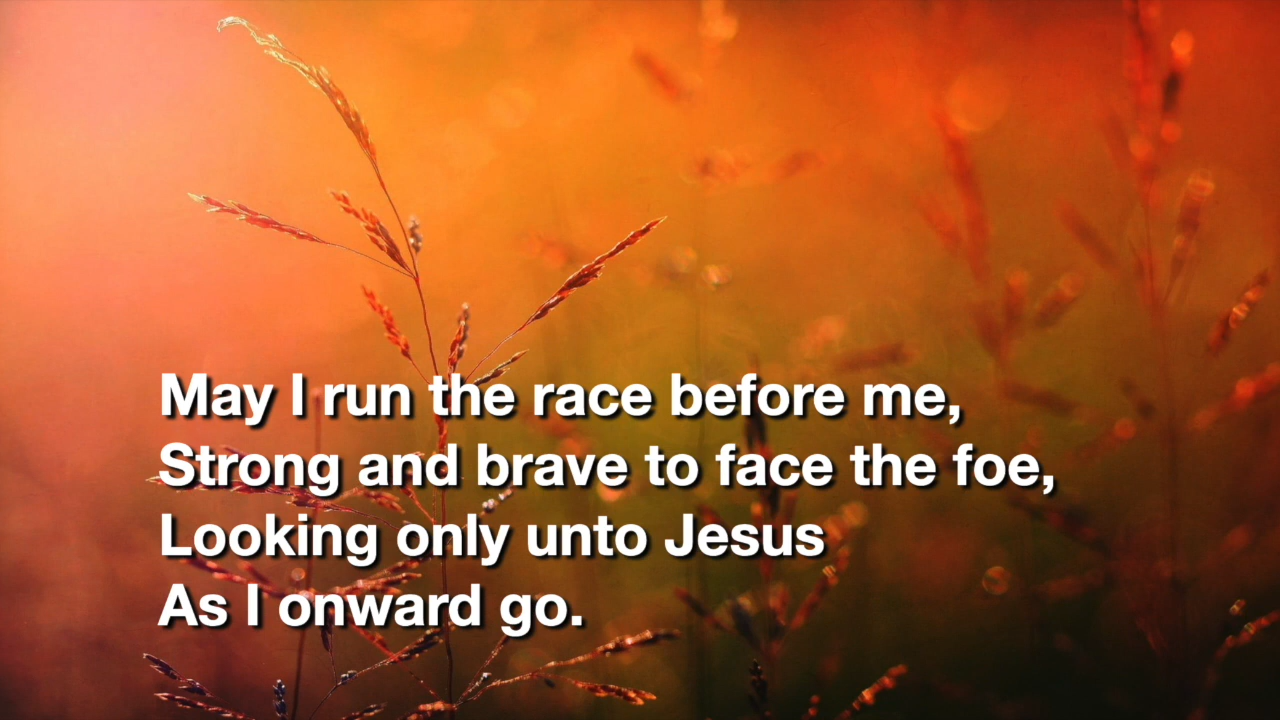 May I run the race before me,
Strong and brave to face the foe,
Looking only unto Jesus
As I onward go.